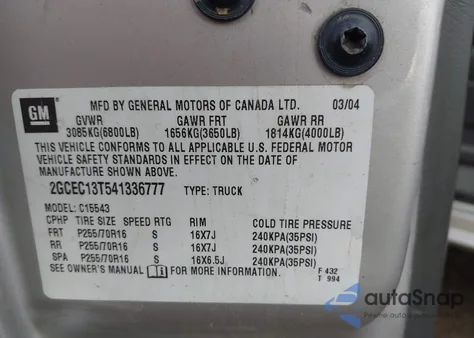 GM
MFD BY GENERAL MOTORS OF CANADA LTD. 03/04
GVWR GAWR FRT GAWR RR
3085KG(6800LB) 1656KG(3650LB) 1814KG(4000LB)
THIS VEHICLE CONFORMS TO ALL APPLICABLE U.S. FEDERAL MOTOR
VEHICLE SAFETY STANDARDS IN EFFECT ON THE DATE OF
MANUFACTURE SHOWN ABOVE.
2GCEC13T541336777 TYPE: TRUCK
MODEL: C15543
CPHP TIRE SIZE SPEED RTG RIM COLD TIRE PRESSURE
FRT P255/70R16 S 16X7J 240KPA(35PSI)
RR P255/70R16 S 16X7J 240KPA(35PSI)
SPA P255/70R16 S 16X6.5J 240KPA(35PSI)
SEE OWNER'S MANUAL i FOR MORE INFORMATION.
F 432
T 994
autoSnap